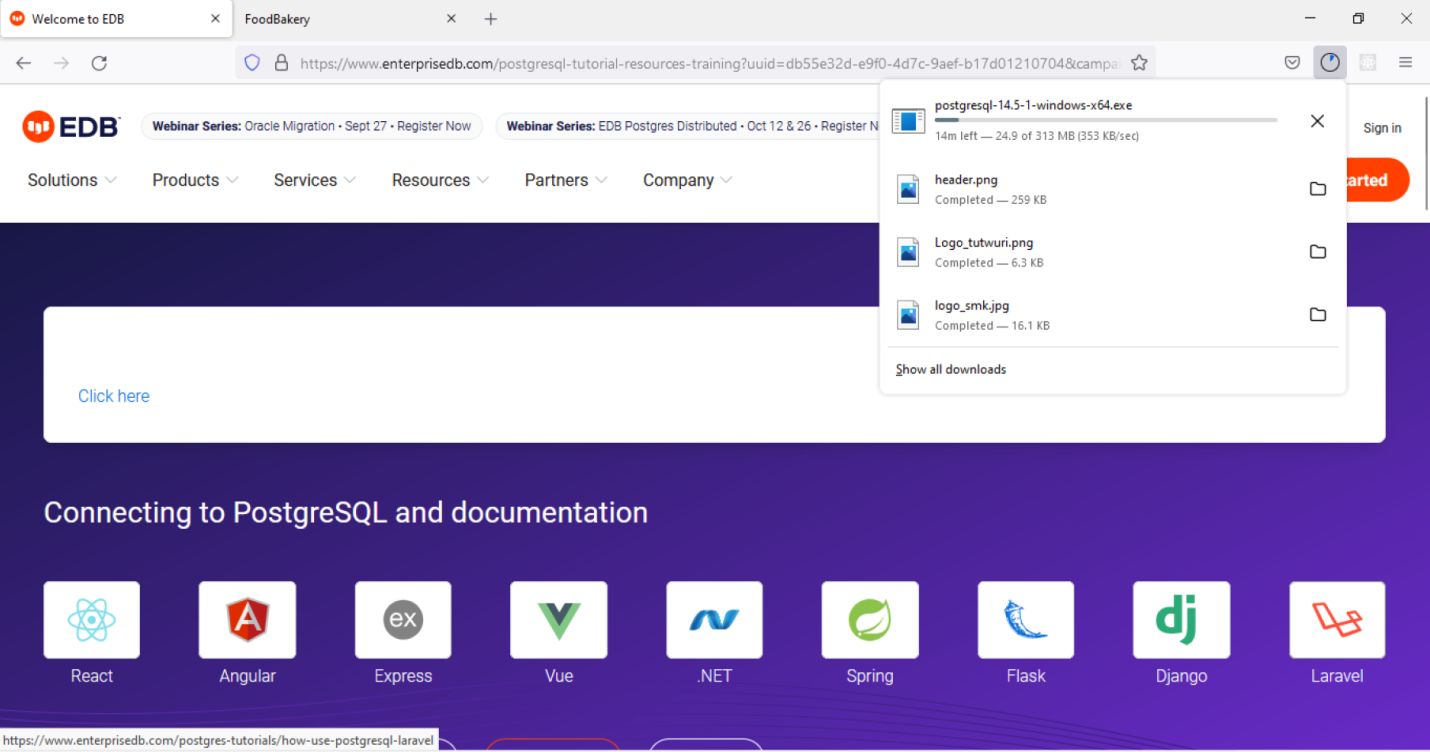 Welcome to EDB
FoodBakery
https://www.enterprisedb.com/postgresql-tutorial-resources-training?uuid=db55e32d-e9f0-4d7c-9aef-b17d01210704&campai
EDB
Webinar Series: Oracle Migration • Sept 27 • Register Now
Webinar Series: EDB Postgres Distributed • Oct 12 & 26 • Register N
Sign in
Solutions
Products
Services
Resources
Partners
Company
arted
postgresql-14.5-1-windows-x64.exe
14m left — 24.9 of 313 MB (353 KB/sec)
header.png
Completed — 259 KB
Logo_tutwuri.png
Completed — 6.3 KB
logo_smk.jpg
Completed — 16.1 KB
Show all downloads
Click here
Connecting to PostgreSQL and documentation
ex
dj
React
Angular
Express
Vue
.NET
Spring
Flask
Django
Laravel
https://www.enterprisedb.com/postgres-tutorials/how-use-postgresql-laravel